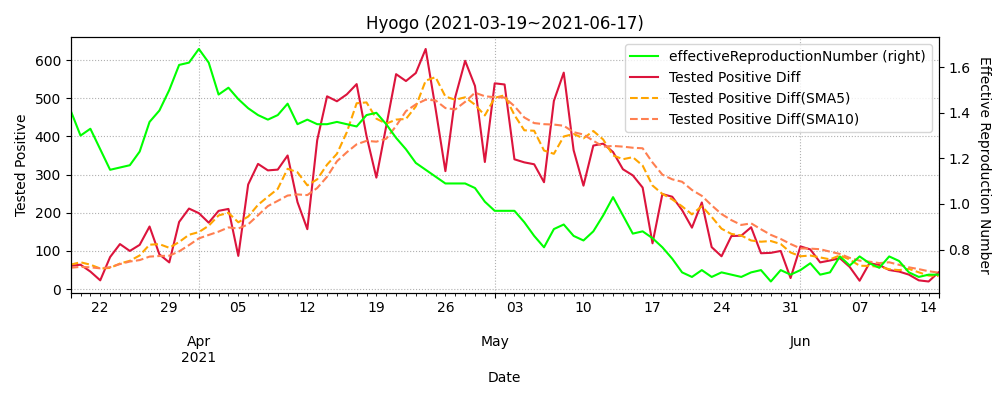 Hyogo (2021-03-19~2021-06-17)
effectiveReproductionNumber (right)
Tested Positive Diff
Tested Positive Diff(SMA5)
Tested Positive Diff(SMA10)
Tested Positive
600
500
400
300
200
100
0
1.6
1.4
1.2
1.0
0.8
Effective Reproduction Number
22 29 05 12 19 26 03 10 17 24 31 07 14
Apr May Jun
2021
Date